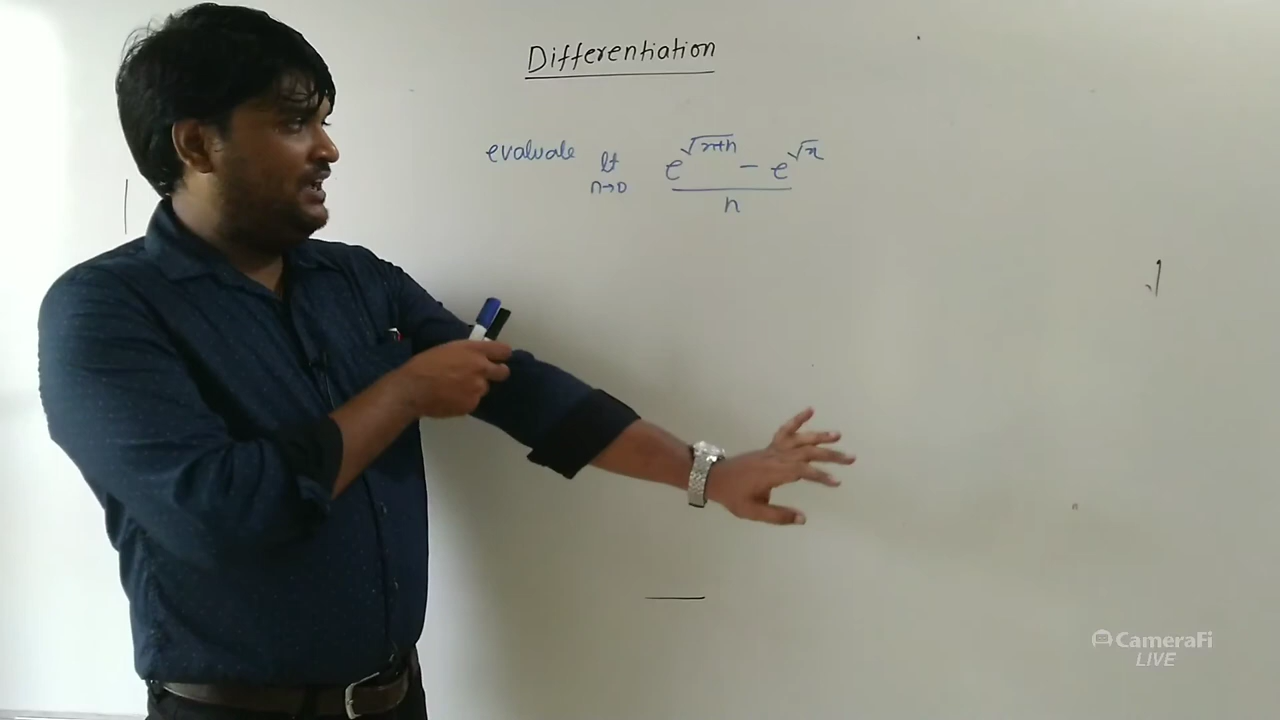 Differentiation
evaluate lt h→0 e^√x+h - e^√x / h
CameraFi
LIVE